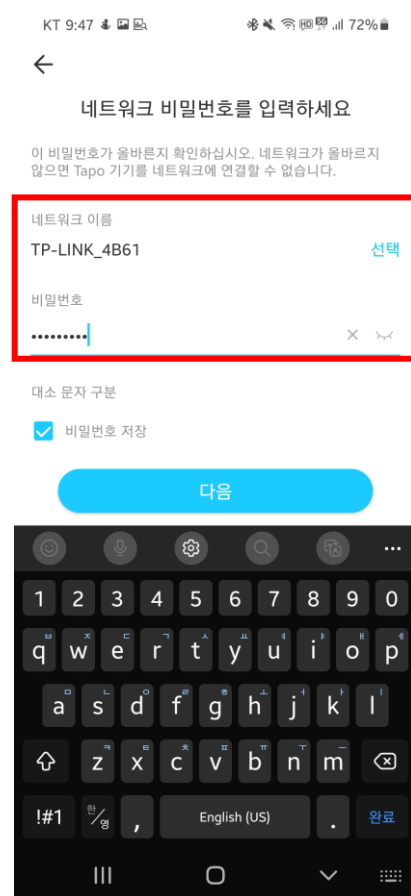 KT 9:47 72%
네트워크 비밀번호를 입력하세요
이 비밀번호가 올바른지 확인하십시오. 네트워크가 올바르지
않으면 Tapo 기기를 네트워크에 연결할 수 없습니다.
네트워크 이름
TP-LINK_4B61 선택
비밀번호
•••••••••
대소 문자 구분
비밀번호 저장
다음
1 2 3 4 5 6 7 8 9 0
ㅂ ㅈ ㄷ ㄱ ㅅ ㅛ ㅕ ㅑ ㅐ ㅔ
q w e r t y u i o p
ㅁ ㄴ ㅇ ㄹ ㅎ ㅗ ㅓ ㅏ ㅣ
a s d f g h j k l
ㅋ ㅌ ㅊ ㅍ ㅠ ㅜ ㅡ
z x c v b n m
!#1 한/영 , English (US) . 완료